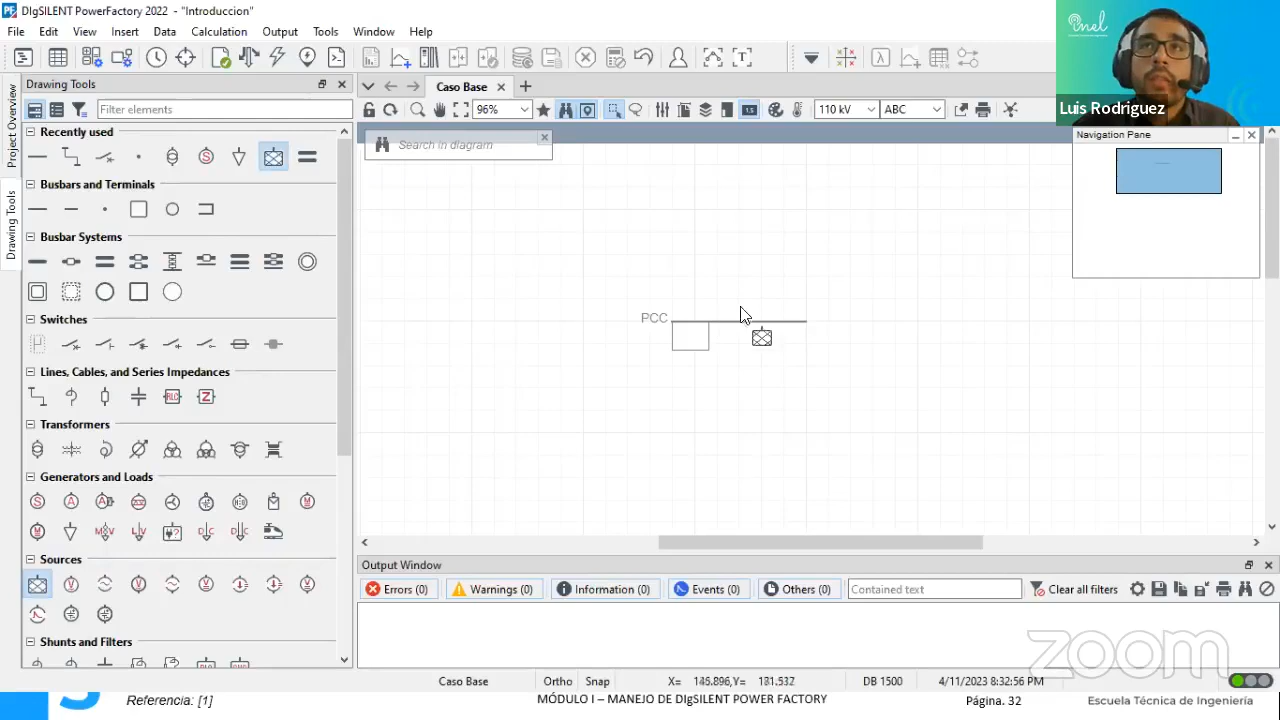 DIgSILENT PowerFactory 2022 - "Introduccion"
File Edit View Insert Data Calculation Output Tools Window Help
inel
Luis Rodriguez
Drawing Tools
Caso Base
Project Overview
Drawing Tools
Filter elements
96%
1.5
110 kV
ABC
Recently used
Search in diagram
Navigation Pane
Busbars and Terminals
Busbar Systems
PCC
Switches
Lines, Cables, and Series Impedances
RLC
Z
Transformers
Generators and Loads
Sources
Shunts and Filters
Output Window
Errors (0) Warnings (0) Information (0) Events (0) Others (0) Contained text Clear all filters
zoom
Caso Base Ortho Snap X= 145.896,Y= 181.532 DB 1500 4/11/2023 8:32:56 PM
Referencia: [1] MÓDULO I – MANEJO DE DIgSILENT POWER FACTORY Página. 32 Escuela Técnica de Ingeniería